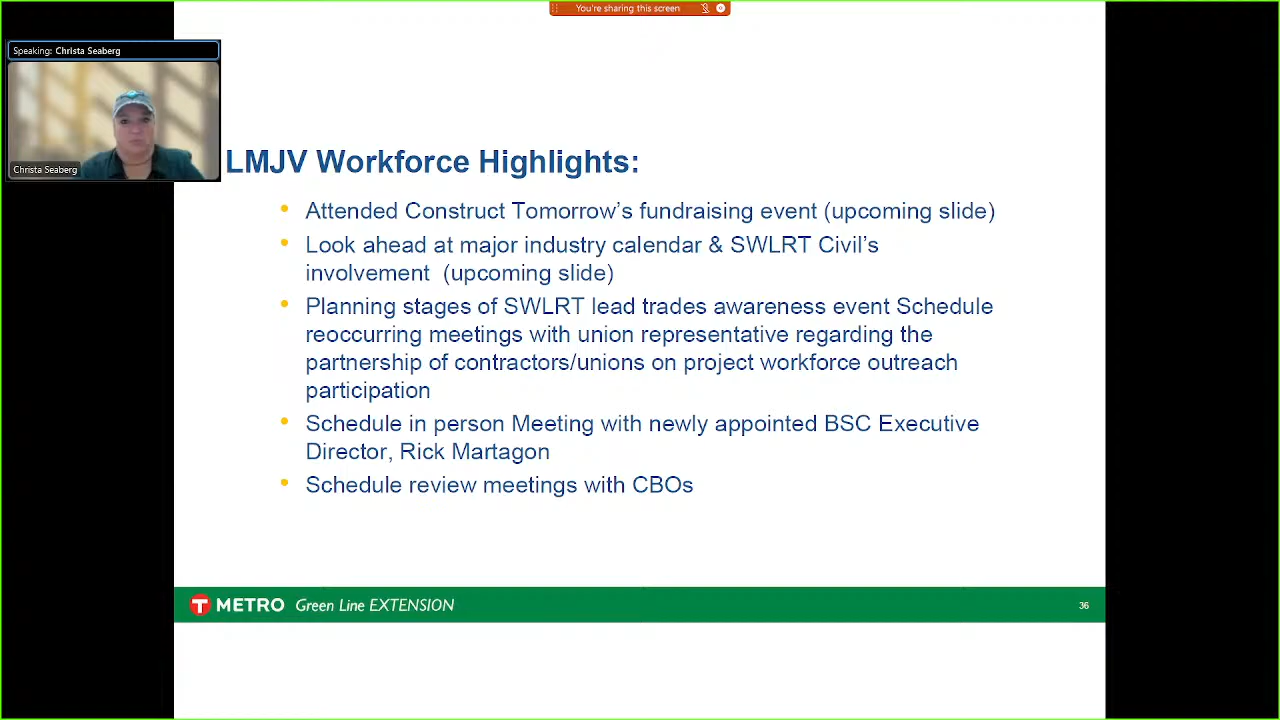 You're sharing this screen
Speaking: Christa Seaberg
Christa Seaberg
LMJV Workforce Highlights:
• Attended Construct Tomorrow's fundraising event (upcoming slide)
• Look ahead at major industry calendar & SWLRT Civil's
involvement (upcoming slide)
• Planning stages of SWLRT lead trades awareness event Schedule
reoccurring meetings with union representative regarding the
partnership of contractors/unions on project workforce outreach
participation
• Schedule in person Meeting with newly appointed BSC Executive
Director, Rick Martagon
• Schedule review meetings with CBOs
T METRO Green Line EXTENSION
36